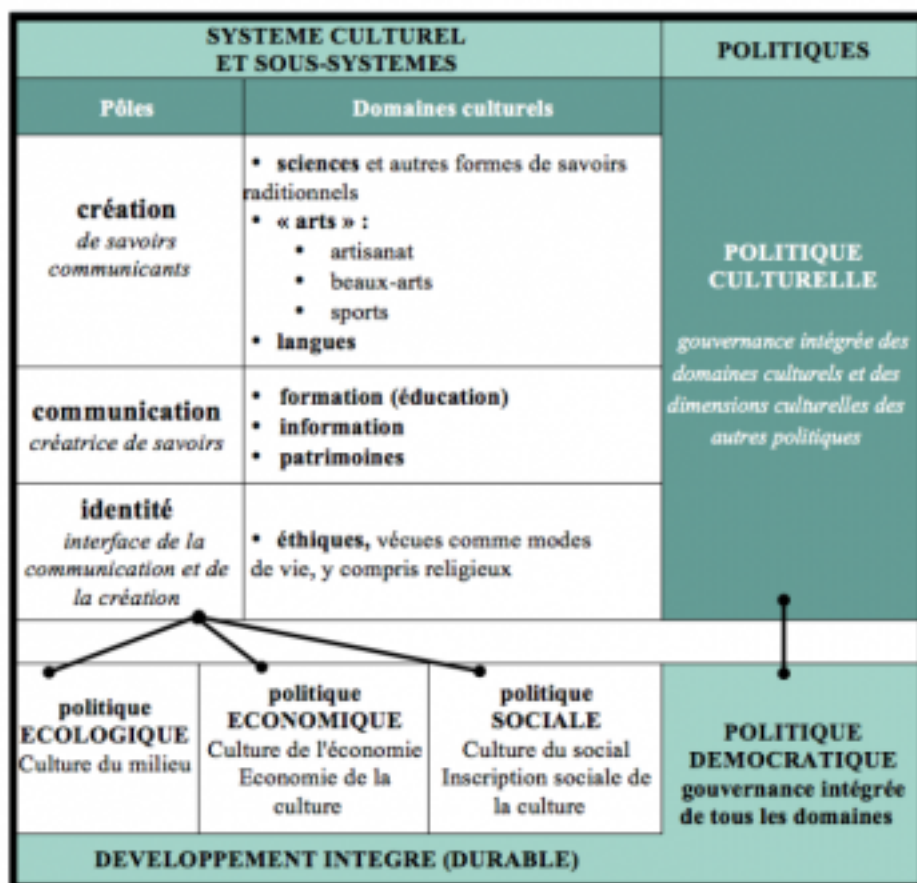 SYSTEME CULTUREL
ET SOUS-SYSTEMES
POLITIQUES
Pôles
Domaines culturels
création
de savoirs
communicants
• sciences et autres formes de savoirs
raditionnels
• « arts » :
• artisanat
• beaux-arts
• sports
• langues
communication
créatrice de savoirs
• formation (éducation)
• information
• patrimoines
identité
interface de la
communication et de
la création
• éthiques, vécues comme modes
de vie, y compris religieux
POLITIQUE
CULTURELLE
gouvernance intégrée des
domaines culturels et des
dimensions culturelles des
autres politiques
politique
ECOLOGIQUE
Culture du milieu
politique
ECONOMIQUE
Culture de l'économie
Economie de la
culture
politique
SOCIALE
Culture du social
Inscription sociale de
la culture
POLITIQUE
DEMOCRATIQUE
gouvernance intégrée
de tous les domaines
DEVELOPPEMENT INTEGRE (DURABLE)